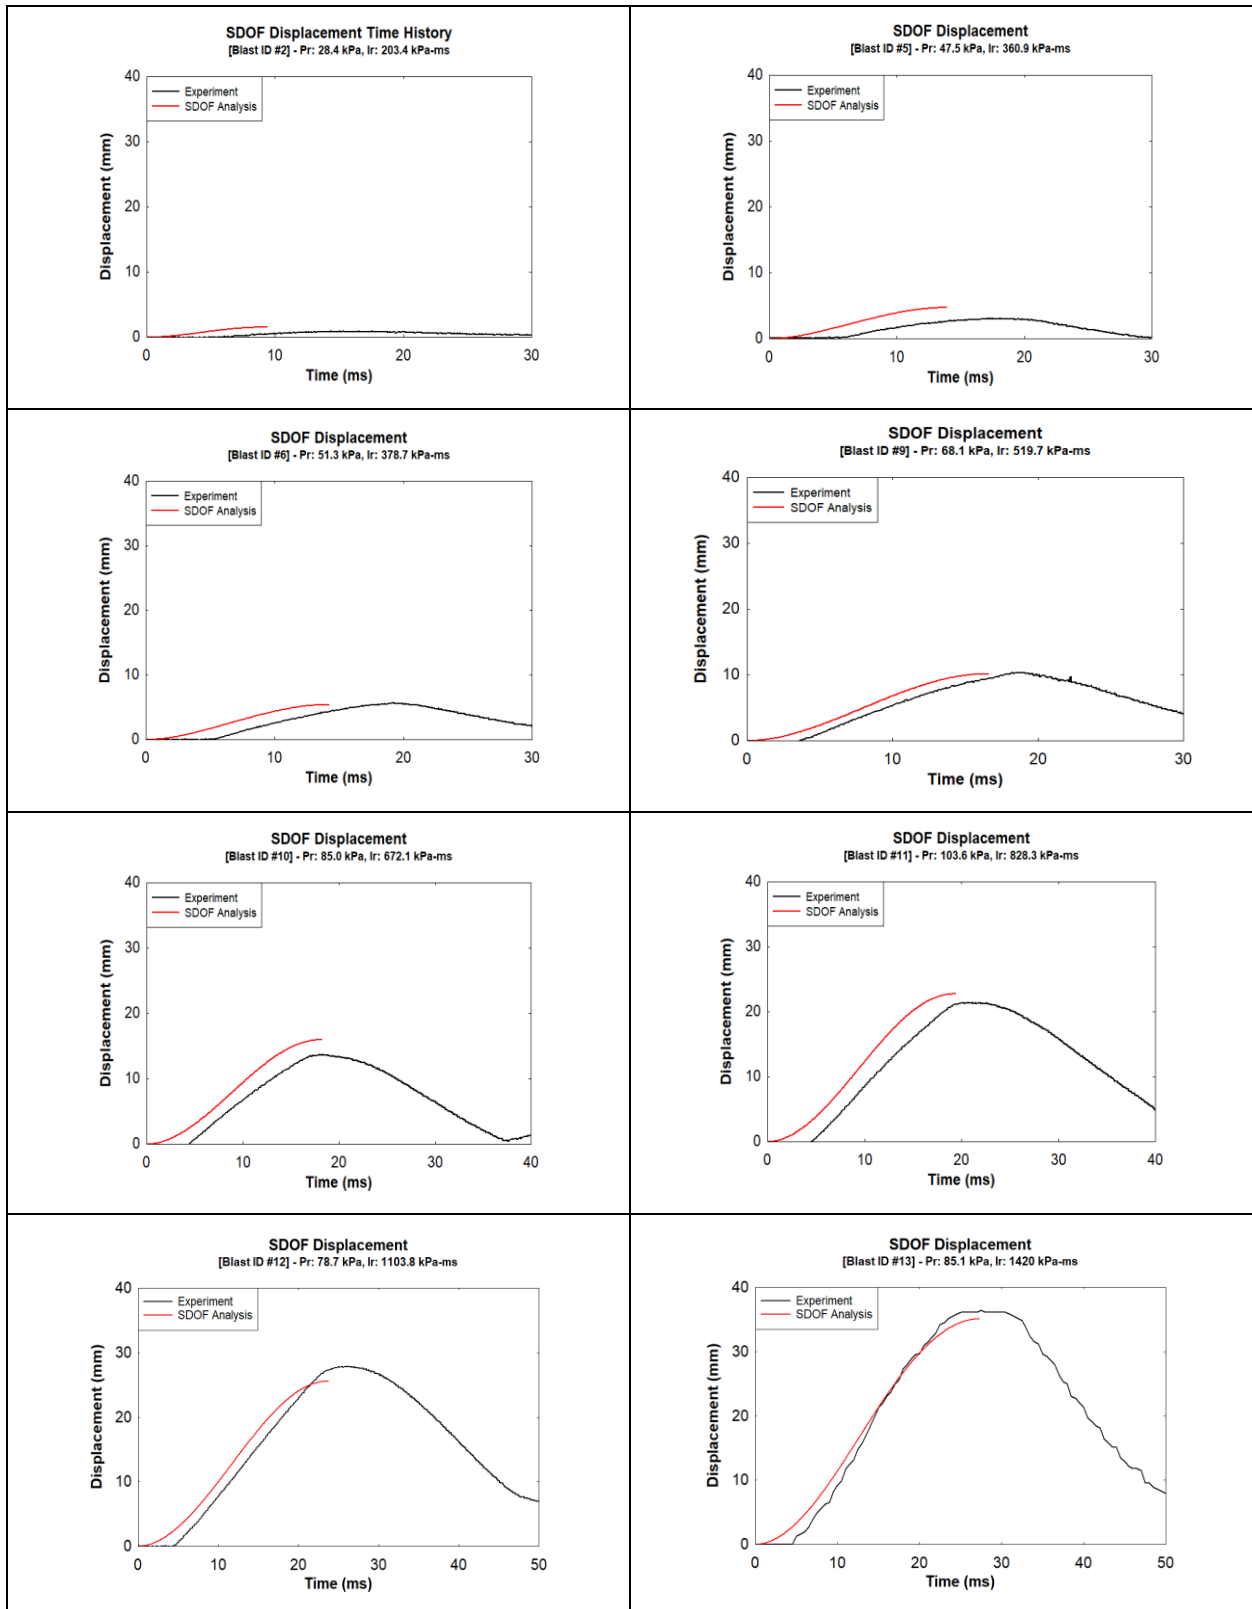 SDOF Displacement Time History
[Blast ID #2] - Pr: 28.4 kPa, Ir: 203.4 kPa-ms
40
30
20
10
0
Displacement (mm)
Experiment
SDOF Analysis
0 10 20 30
Time (ms)
SDOF Displacement
[Blast ID #5] - Pr: 47.5 kPa, Ir: 360.9 kPa-ms
40
30
20
10
0
Displacement (mm)
Experiment
SDOF Analysis
0 10 20 30
Time (ms)
SDOF Displacement
[Blast ID #6] - Pr: 51.3 kPa, Ir: 378.7 kPa-ms
40
30
20
10
0
Displacement (mm)
Experiment
SDOF Analysis
0 10 20 30
Time (ms)
SDOF Displacement
[Blast ID #9] - Pr: 68.1 kPa, Ir: 519.7 kPa-ms
40
30
20
10
0
Displacement (mm)
Experiment
SDOF Analysis
0 10 20 30
Time (ms)
SDOF Displacement
[Blast ID #10] - Pr: 85.0 kPa, Ir: 672.1 kPa-ms
40
30
20
10
0
Displacement (mm)
Experiment
SDOF Analysis
0 10 20 30 40
Time (ms)
SDOF Displacement
[Blast ID #11] - Pr: 103.6 kPa, Ir: 828.3 kPa-ms
40
30
20
10
0
Displacement (mm)
Experiment
SDOF Analysis
0 10 20 30 40
Time (ms)
SDOF Displacement
[Blast ID #12] - Pr: 78.7 kPa, Ir: 1103.8 kPa-ms
40
30
20
10
0
Displacement (mm)
Experiment
SDOF Analysis
0 10 20 30 40 50
Time (ms)
SDOF Displacement
[Blast ID #13] - Pr: 85.1 kPa, Ir: 1420 kPa-ms
40
30
20
10
0
Displacement (mm)
Experiment
SDOF Analysis
0 10 20 30 40 50
Time (ms)